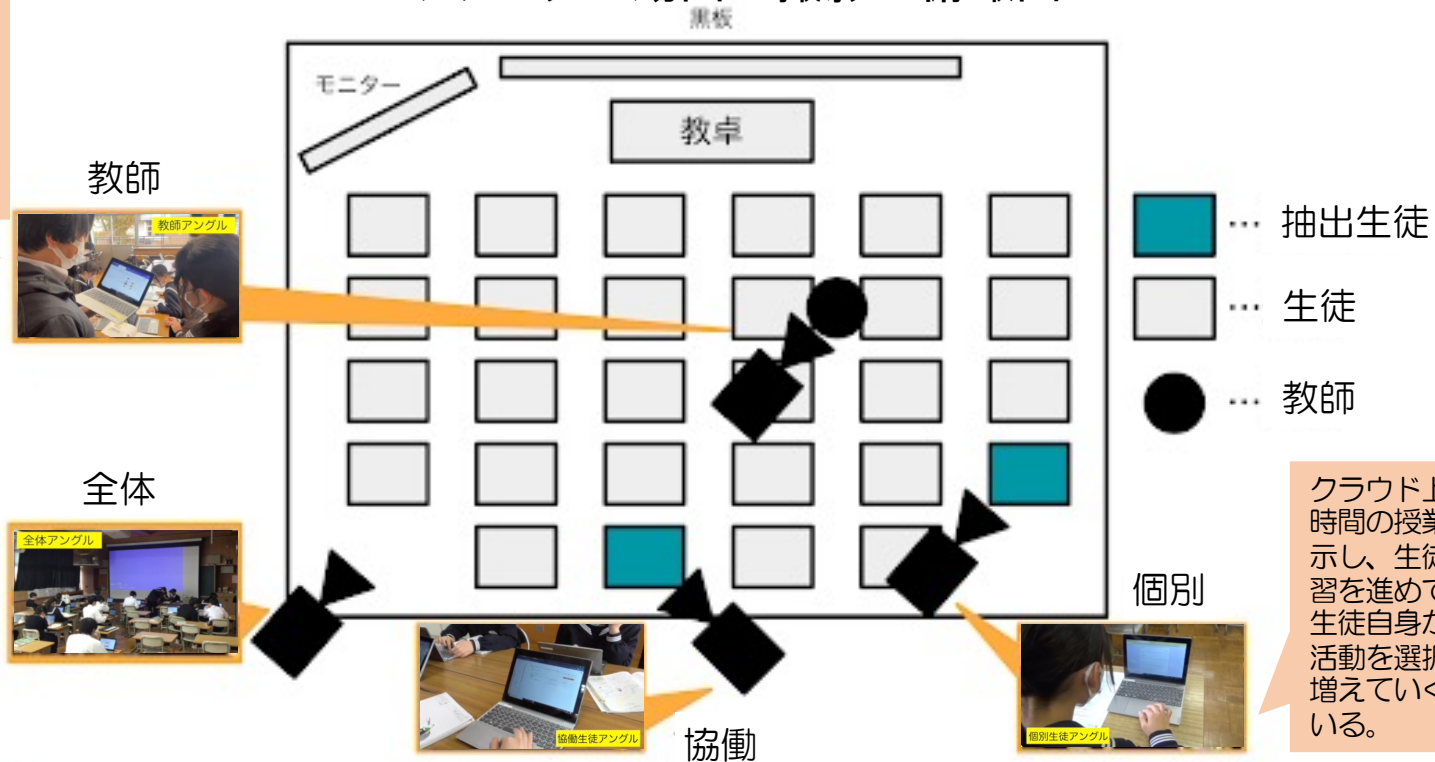 黒板
モニター
教卓
教師
教師アングル
… 抽出生徒
… 生徒
… 教師
全体
全体アングル
個別
個別生徒アングル
協働生徒アングル
協働
クラウド上
時間の授業
示し、生徒
習を進めて
生徒自身が
活動を選択
増えていく
いる。